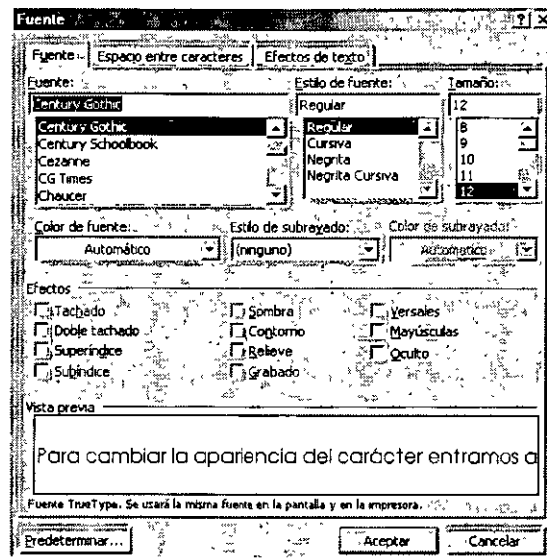 Fuente
Fuente Espacio entre caracteres Efectos de texto
Fuente: Estilo de fuente: Tamaño:
Century Gothic Regular 12
Century Gothic Regular 8
Century Schoolbook Cursiva 9
Cezanne Negrita 10
CG Times Negrita Cursiva 11
Chaucer 12
Color de fuente: Estilo de subrayado: Color de subrayado:
Automático (ninguno) Automático
Efectos
Tachado Sombra Versales
Doble tachado Contorno Mayúsculas
Superíndice Relieve Oculto
Subíndice Grabado
Vista previa
Para cambiar la apariencia del carácter entramos a
Fuente TrueType. Se usará la misma fuente en la pantalla y en la impresora.
Predeterminar... Aceptar Cancelar